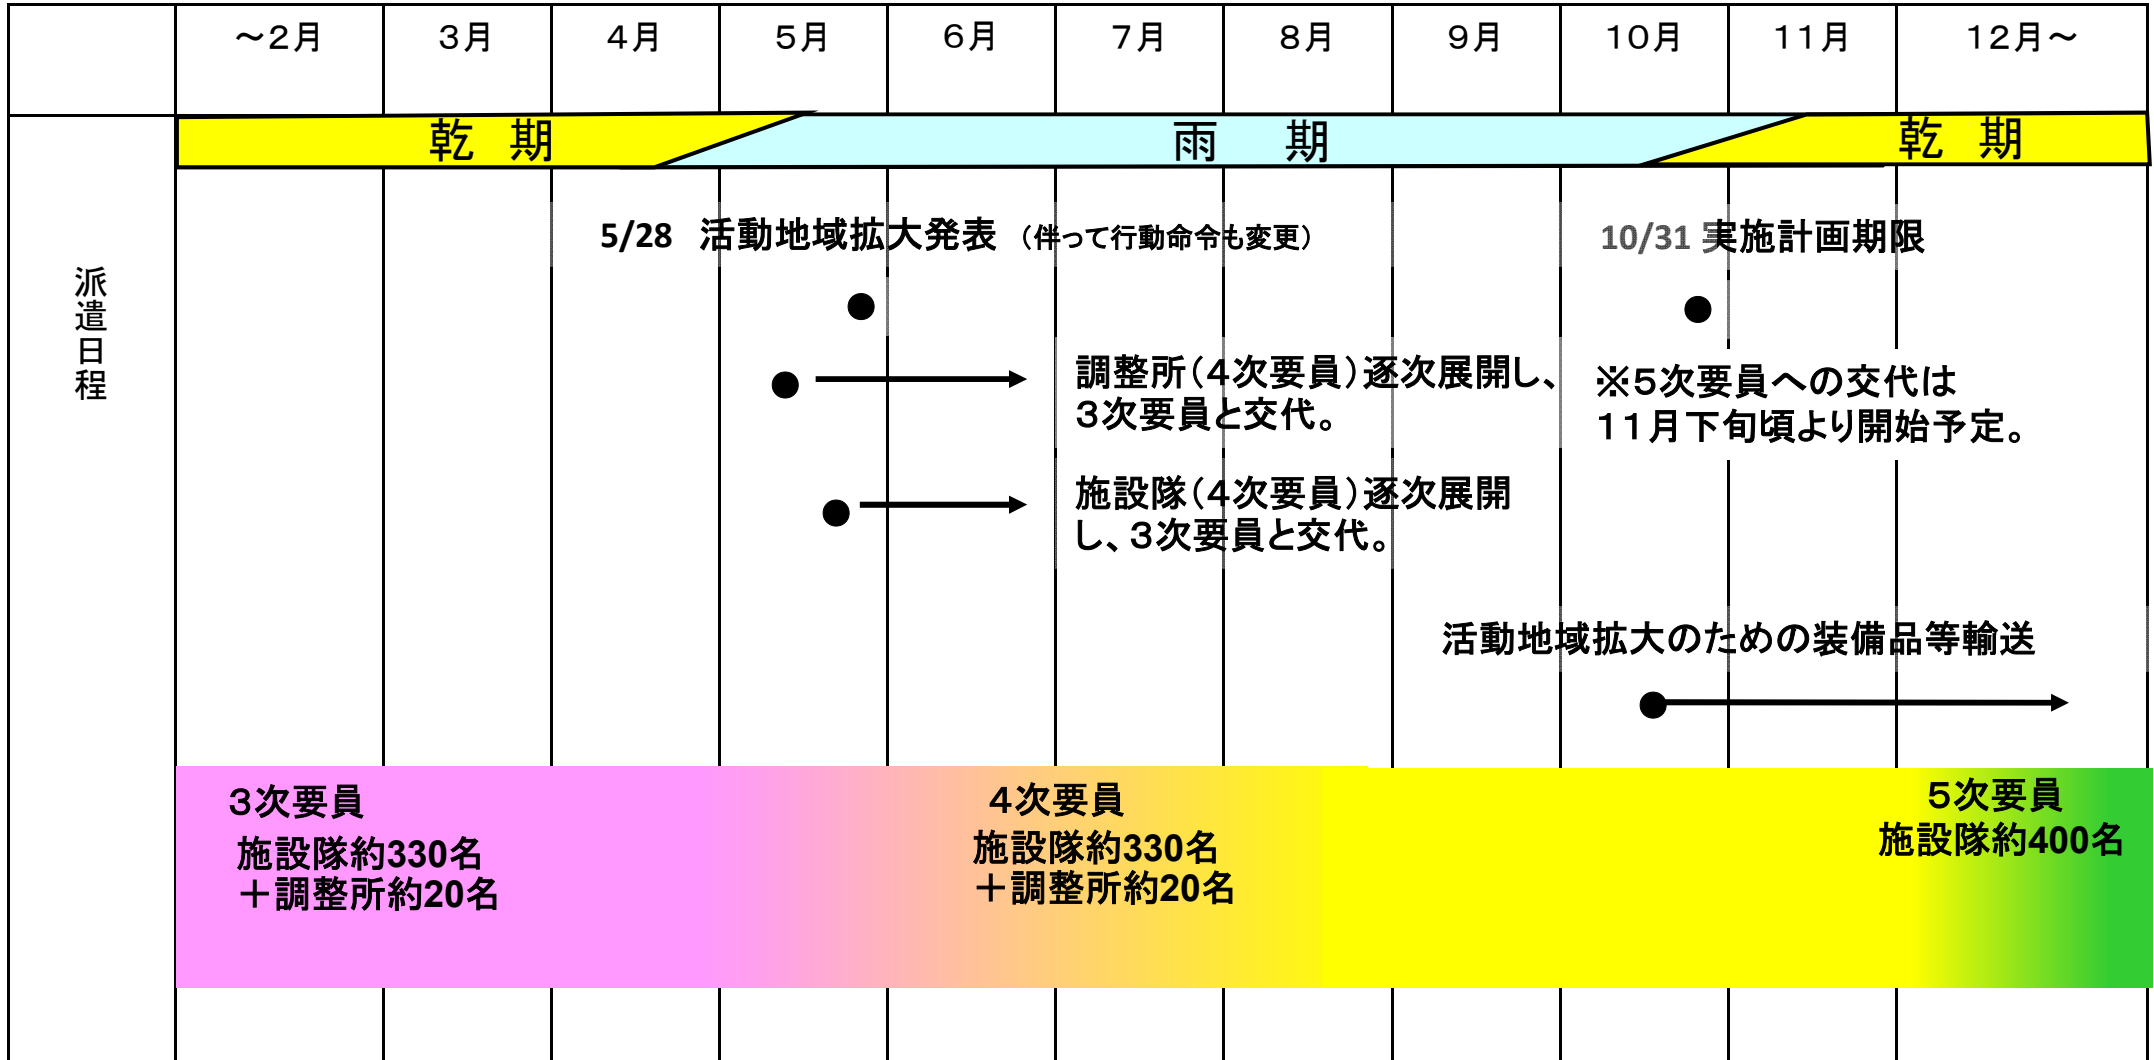 ～２月 ３月 ４月 ５月 ６月 ７月 ８月 ９月 １０月 １１月 １２月～
乾 期 雨 期 乾 期
派遣日程
5/28 活動地域拡大発表 （伴って行動命令も変更）
10/31 実施計画期限
調整所（４次要員）逐次展開し、
３次要員と交代。
※５次要員への交代は
１１月下旬頃より開始予定。
施設隊（４次要員）逐次展開
し、３次要員と交代。
活動地域拡大のための装備品等輸送
３次要員
施設隊約330名
＋調整所約20名
４次要員
施設隊約330名
＋調整所約20名
５次要員
施設隊約400名